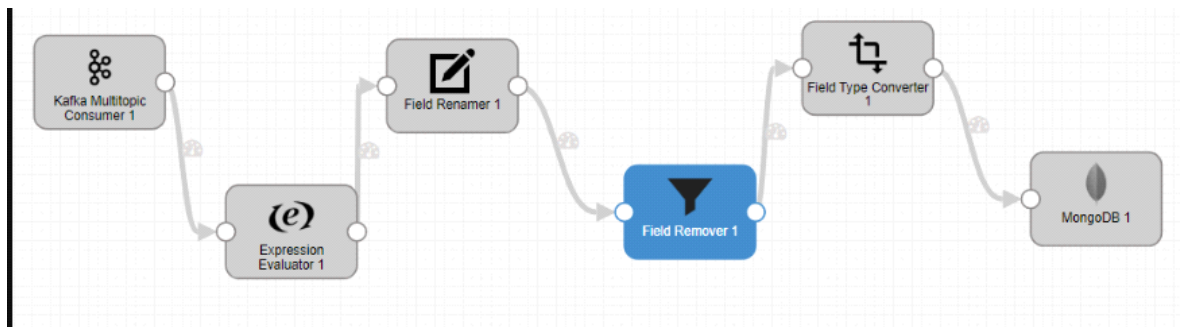 Kafka Multitopic
Consumer 1
Expression
Evaluator 1
Field Renamer 1
Field Remover 1
Field Type Converter
1
MongoDB 1